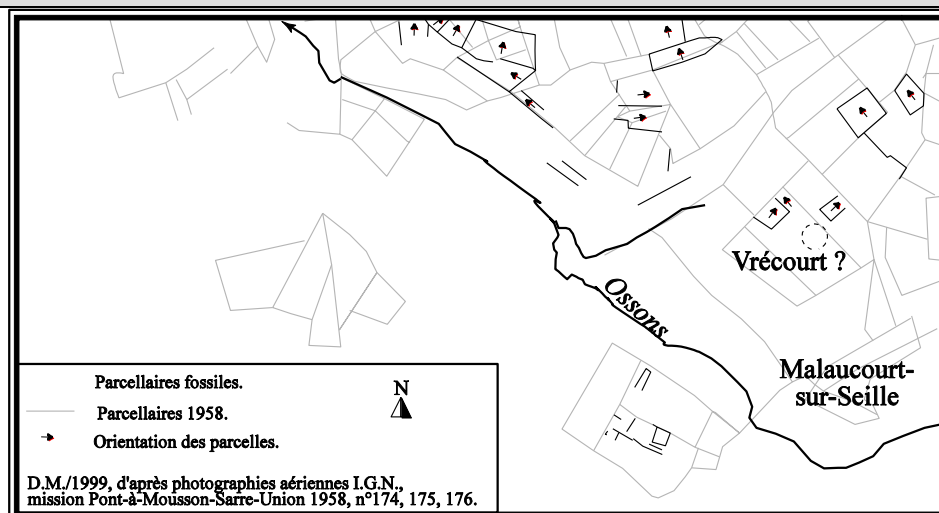 Vrécourt ?
Ossons
Malaucourt-
sur-Seille
Parcellaires fossiles.
N
Parcellaires 1958.
Orientation des parcelles.
D.M./1999, d'après photographies aériennes I.G.N.,
mission Pont-à-Mousson-Sarre-Union 1958, n°174, 175, 176.